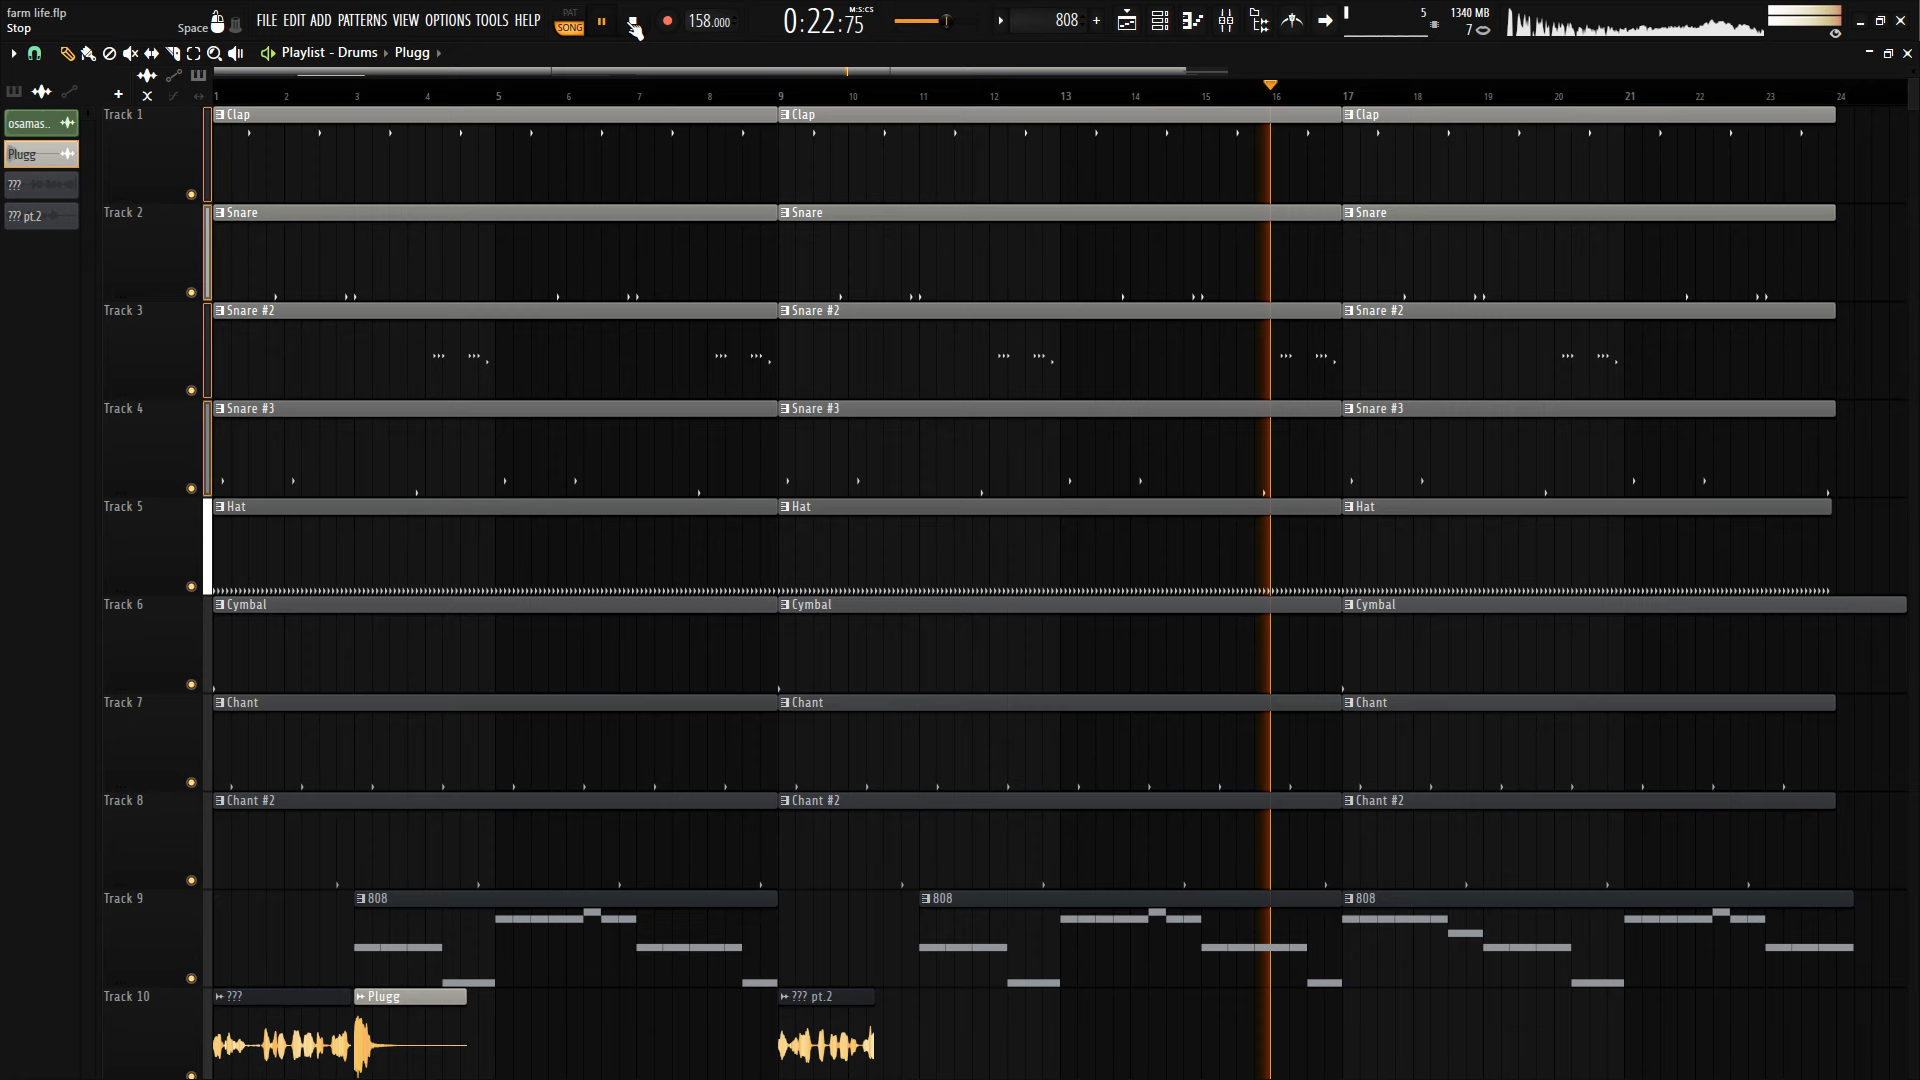 farm life.flp
Stop
Space
FILE EDIT ADD PATTERNS VIEW OPTIONS TOOLS HELP
PAT
SONG
158.000
0:22:75
M:S:CS
808
+
5
1340 MB
7
Playlist - Drums
Plugg
1 2 3 4 5 6 7 8 9 10 11 12 13 14 15 16 17 18 19 20 21 22 23 24
osamas..
Plugg
???
??? pt.2
Track 1
Clap
Clap
Clap
Track 2
Snare
Snare
Snare
Track 3
Snare #2
Snare #2
Snare #2
Track 4
Snare #3
Snare #3
Snare #3
Track 5
Hat
Hat
Hat
Track 6
Cymbal
Cymbal
Cymbal
Track 7
Chant
Chant
Chant
Track 8
Chant #2
Chant #2
Chant #2
Track 9
808
808
808
Track 10
???
Plugg
??? pt.2